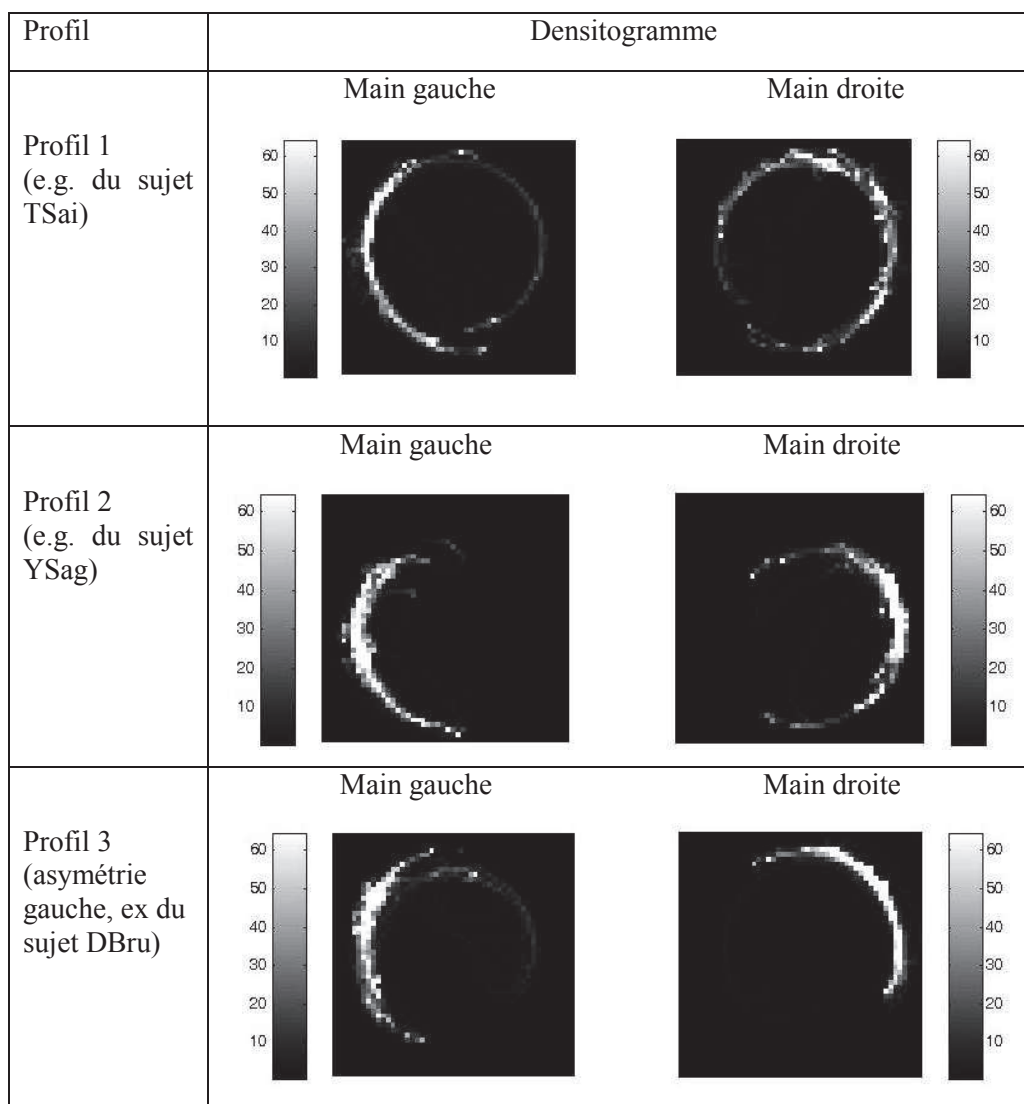 Profil Densitogramme
Main gauche Main droite
Profil 1
(e.g. du sujet
TSai)
60 60
50 50
40 40
30 30
20 20
10 10
Main gauche Main droite
Profil 2
(e.g. du sujet
YSag)
60 60
50 50
40 40
30 30
20 20
10 10
Main gauche Main droite
Profil 3
(asymétrie
gauche, ex du
sujet DBru)
60 60
50 50
40 40
30 30
20 20
10 10